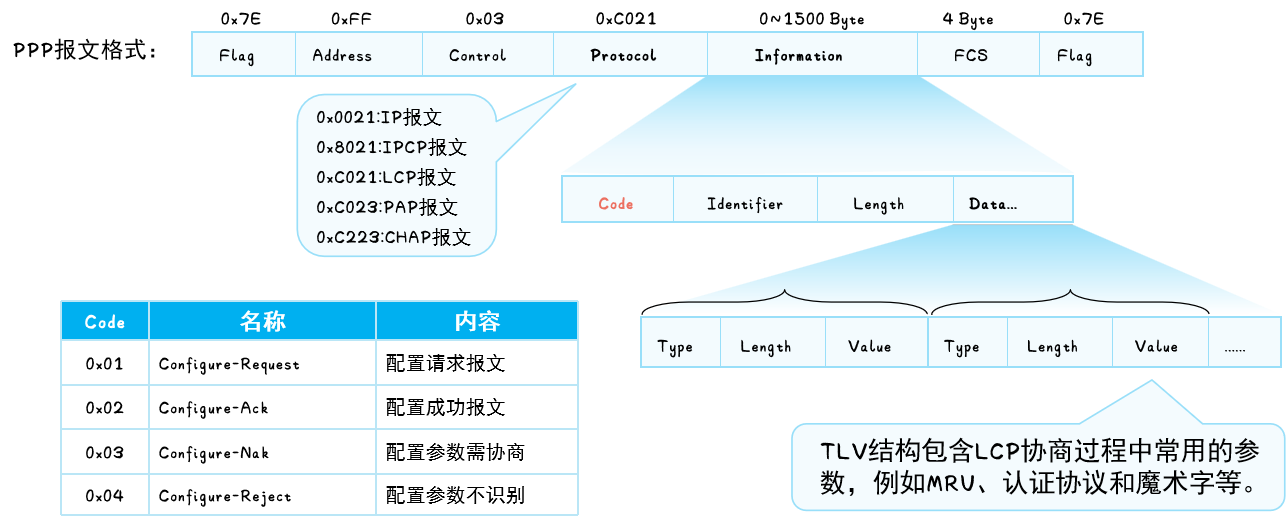 0x7E 0xFF 0x03 0xC021 0~1500 Byte 4 Byte 0x7E
PPP报文格式：
Flag Address Control Protocol Information FCS Flag
0x0021:IP报文
0x8021:IPCP报文
0xC021:LCP报文
0xC023:PAP报文
0xC223:CHAP报文
Code Identifier Length Data...
Type Length Value Type Length Value ......
Code 名称 内容
0x01 Configure-Request 配置请求报文
0x02 Configure-Ack 配置成功报文
0x03 Configure-Nak 配置参数需协商
0x04 Configure-Reject 配置参数不识别
TLV结构包含LCP协商过程中常用的参
数，例如MRU、认证协议和魔术字等。